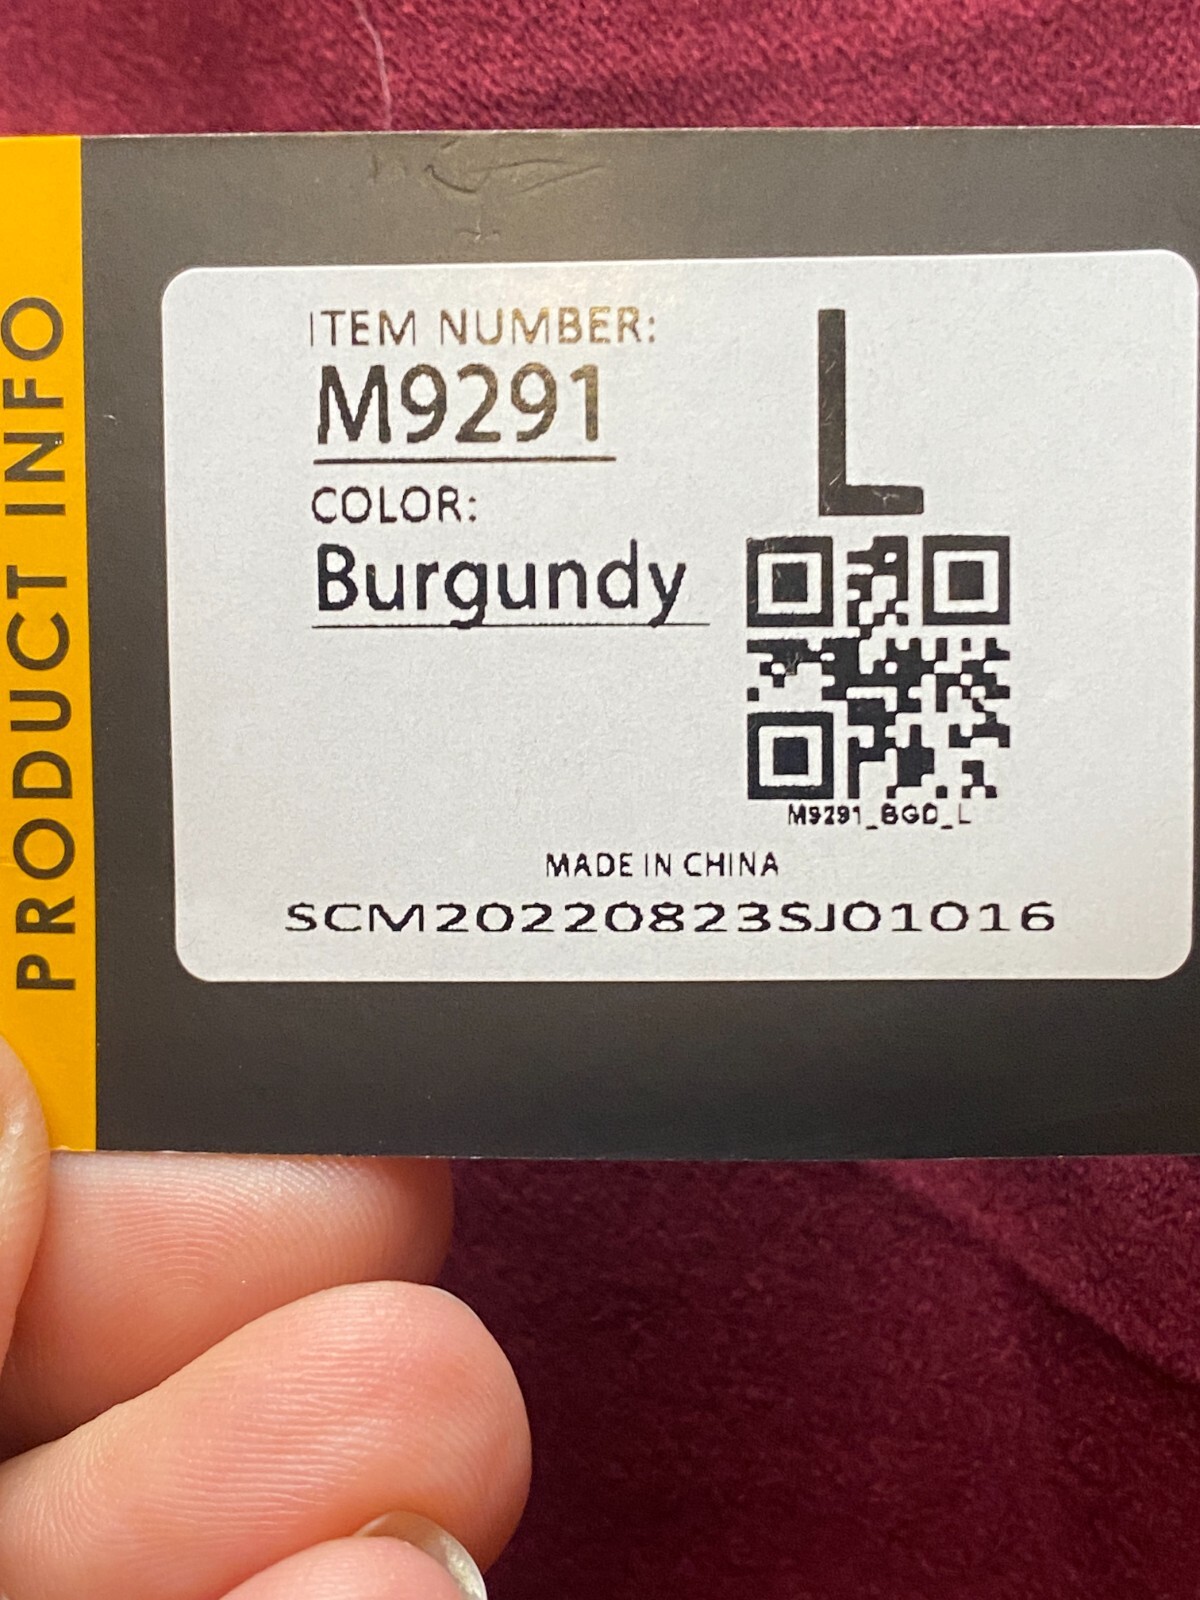 PRODUCT INFO
ITEM NUMBER:
M9291
COLOR:
Burgundy
L
M9291_BGD_L
MADE IN CHINA
SCM20220823SJ01016